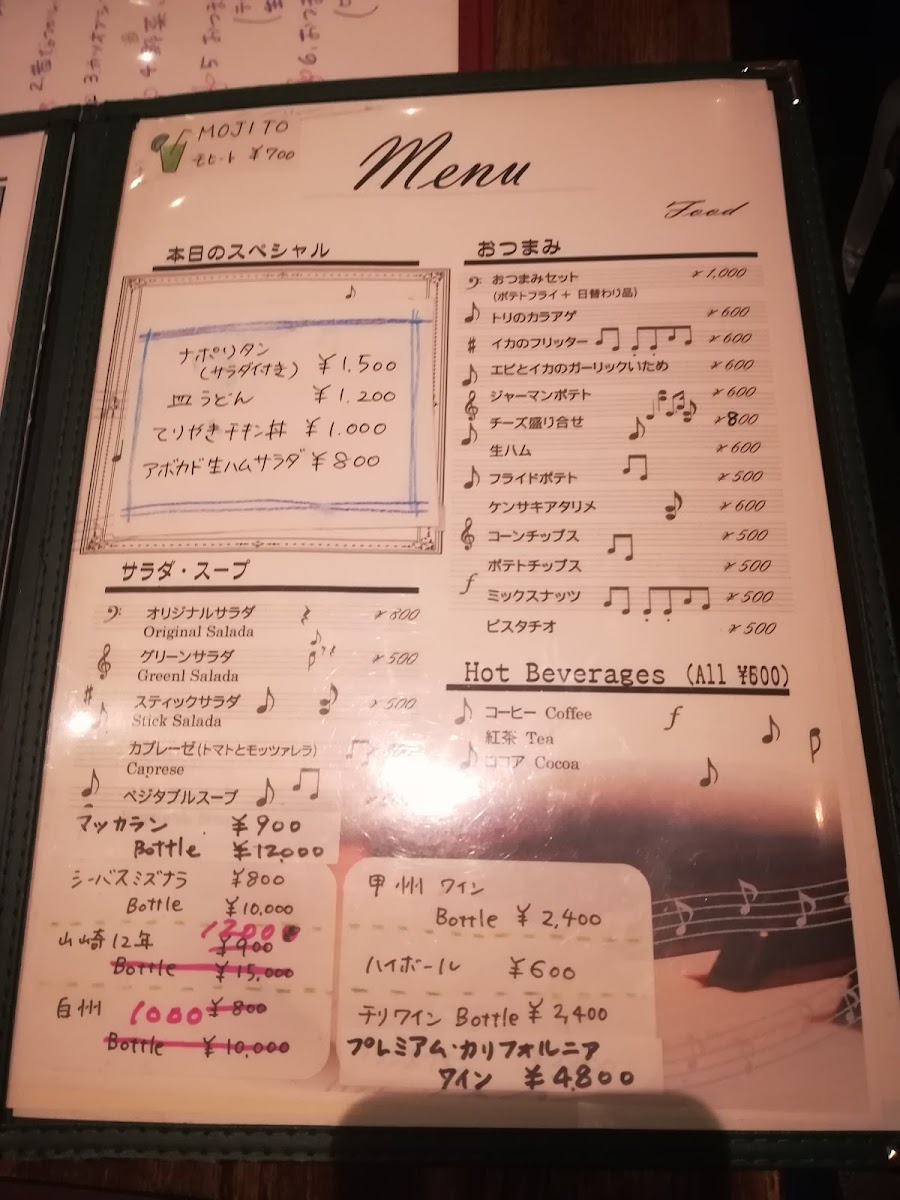 MOJITO
モヒート ¥700
Menu
Food
本日のスペシャル
ナポリタン
(サラダ付き) ¥1,500
皿うどん ¥1,200
てりやきチキン丼 ¥1,000
アボカド生ハムサラダ ¥800
サラダ・スープ
オリジナルサラダ ¥800
Original Salada
グリーンサラダ ¥500
Greenl Salada
スティックサラダ ¥500
Stick Salada
カプレーゼ(トマトとモッツァレラ)
Caprese
ベジタブルスープ
マッカラン ¥900
Bottle ¥12,000
シーバスミズナラ ¥800
Bottle ¥10,000
山崎12年 ¥900 1200
Bottle ¥15,000
白州 1000 ¥800
Bottle ¥10,000
おつまみ
おつまみセット ¥1,000
(ポテトフライ + 日替わり品)
トリのカラアゲ ¥600
イカのフリッター ¥600
エビとイカのガーリックいため ¥600
ジャーマンポテト ¥600
チーズ盛り合せ ¥800
生ハム ¥600
フライドポテト ¥500
ケンサキアタリメ ¥600
コーンチップス ¥500
ポテトチップス ¥500
ミックスナッツ ¥500
ピスタチオ ¥500
Hot Beverages (All ¥500)
コーヒー Coffee
紅茶 Tea
ココア Cocoa
甲州 ワイン
Bottle ¥2,400
ハイボール ¥600
チリワイン Bottle ¥2,400
プレミアム・カリフォルニア
ワイン ¥4,800